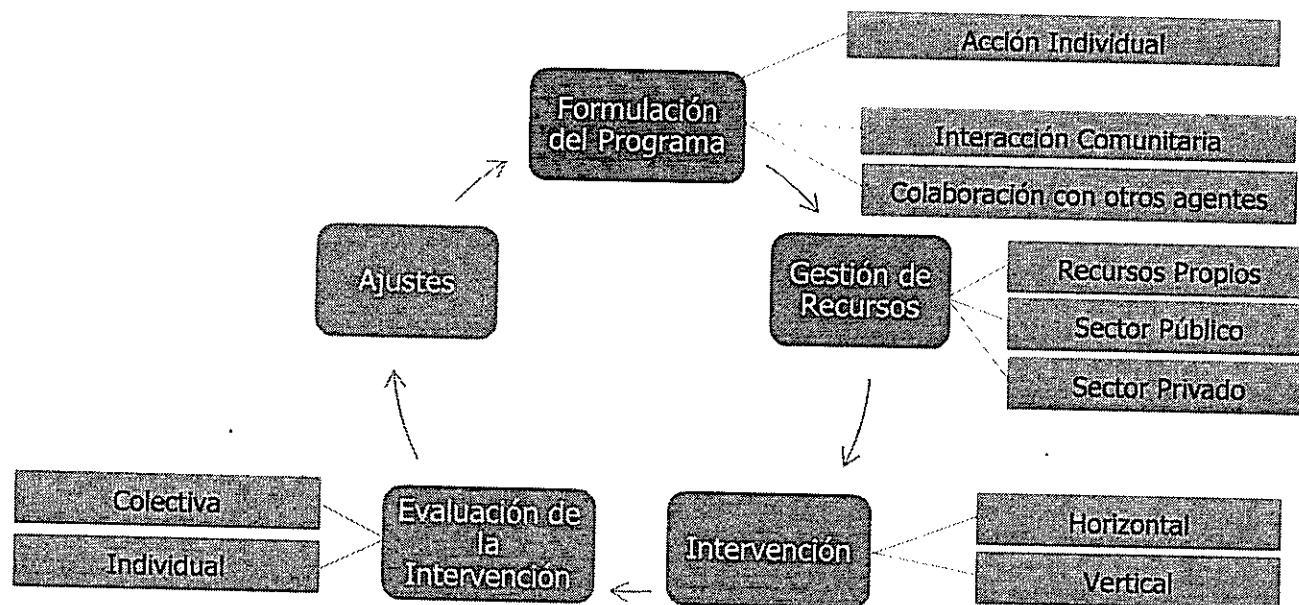 Acción Individual
Formulación
del Programa
Interacción Comunitaria
Colaboración con otros agentes
Ajustes
Gestión de
Recursos
Recursos Propios
Sector Público
Sector Privado
Colectiva
Individual
Evaluación de
la
Intervención
Intervención
Horizontal
Vertical